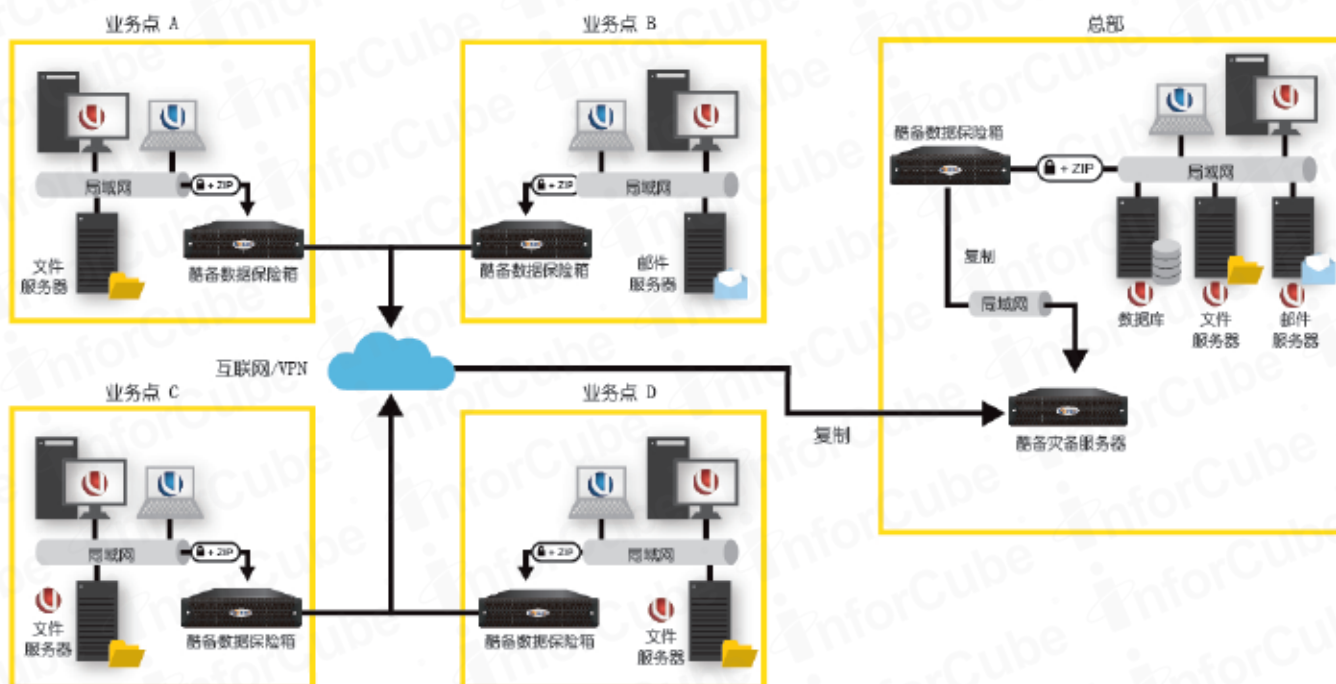 业务点 A
业务点 B
总部
酷备数据保险箱
+ ZIP
局域网
局域网
+ ZIP
+ ZIP
局域网
文件
服务器
酷备数据保险箱
酷备数据保险箱
邮件
服务器
复制
局域网
数据库
文件
服务器
邮件
服务器
互联网/VPN
业务点 C
业务点 D
复制
酷备灾备服务器
局域网
+ ZIP
+ ZIP
局域网
文件
服务器
酷备数据保险箱
酷备数据保险箱
文件
服务器
inforCube